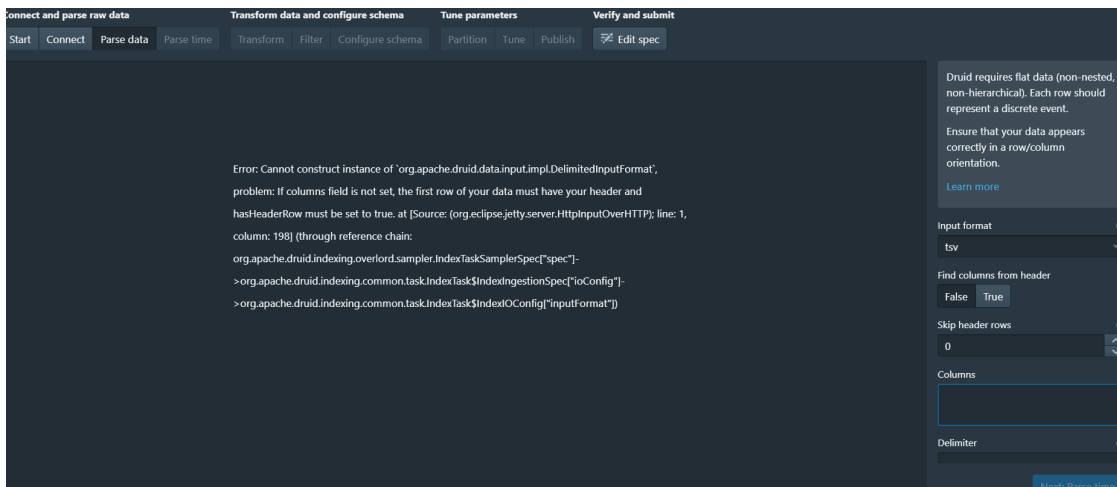 Connect and parse raw data
Transform data and configure schema
Tune parameters
Verify and submit
Start Connect Parse data Parse time Transform Filter Configure schema Partition Tune Publish Edit spec
Druid requires flat data (non-nested,
non-hierarchical). Each row should
represent a discrete event.
Ensure that your data appears
correctly in a row/column
orientation.
Learn more
Error: Cannot construct instance of `org.apache.druid.data.input.impl.DelimitedInputFormat`,
problem: If columns field is not set, the first row of your data must have your header and
hasHeaderRow must be set to true. at [Source: (org.eclipse.jetty.server.HttpInputOverHTTP); line: 1,
column: 198] (through reference chain:
org.apache.druid.indexing.overlord.sampler.IndexTaskSamplerSpec["spec"]-
>org.apache.druid.indexing.common.task.IndexTask$IndexIngestionSpec["ioConfig"]-
>org.apache.druid.indexing.common.task.IndexTask$IndexIOConfig["inputFormat"])
Input format
tsv
Find columns from header
False True
Skip header rows
0
Columns
Delimiter
Next: Parse time